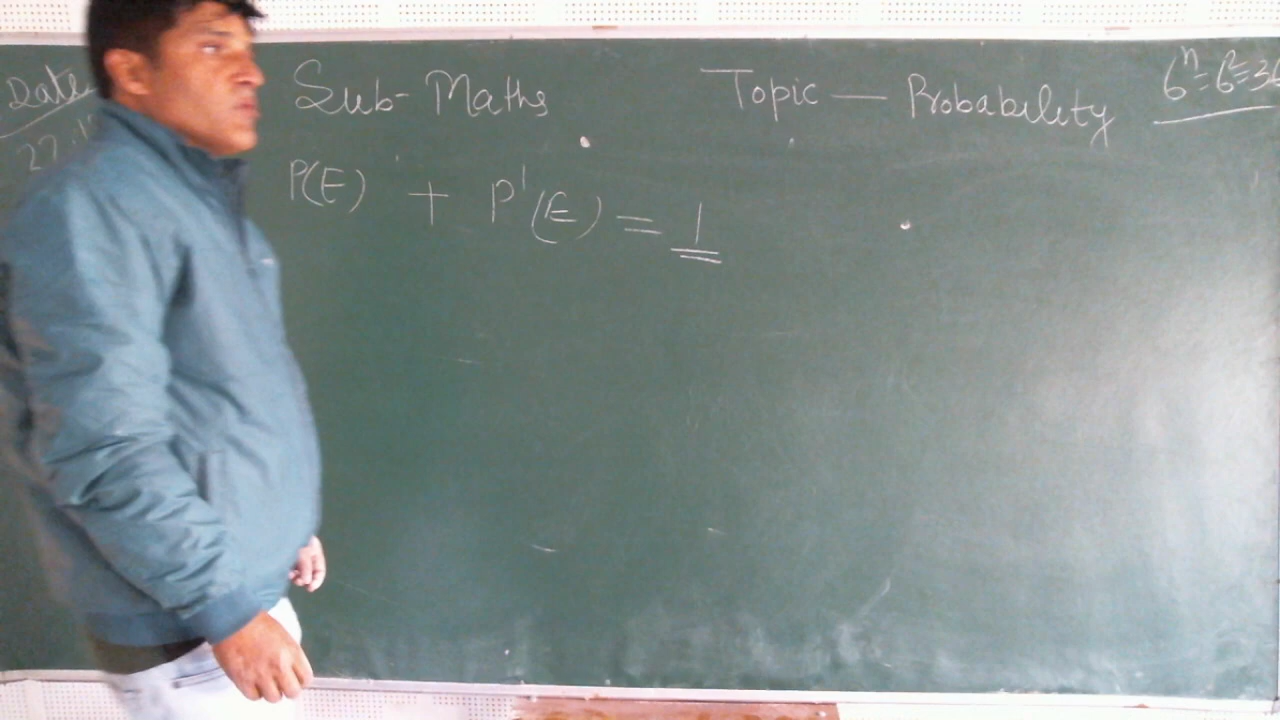 Date
Sub- Maths
Topic — Probability
6ⁿ = 6² = 36
P(E) + P'(E) = 1